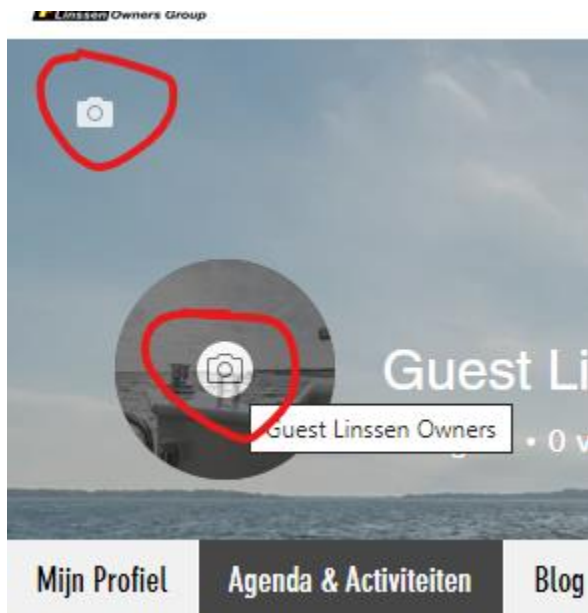 Linssen Owners Group
Guest Li
Guest Linssen Owners
• 0 v
Mijn Profiel Agenda & Activiteiten Blog